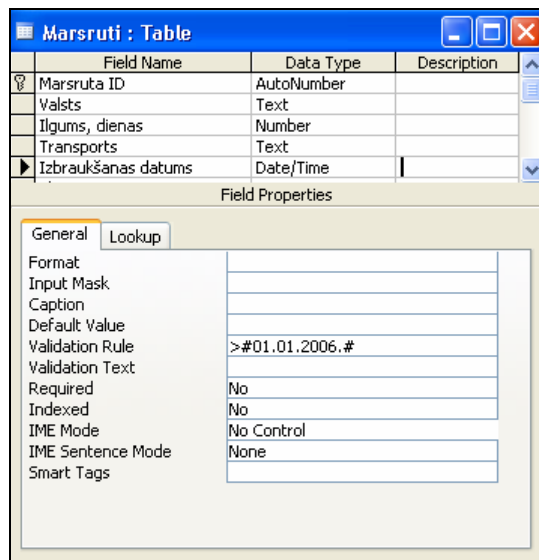 Marsruti : Table
Field Name Data Type Description
Marsruta ID AutoNumber
Valsts Text
Ilgums, dienas Number
Transports Text
Izbraukšanas datums Date/Time
Field Properties
General Lookup
Format
Input Mask
Caption
Default Value
Validation Rule >#01.01.2006.#
Validation Text
Required No
Indexed No
IME Mode No Control
IME Sentence Mode None
Smart Tags